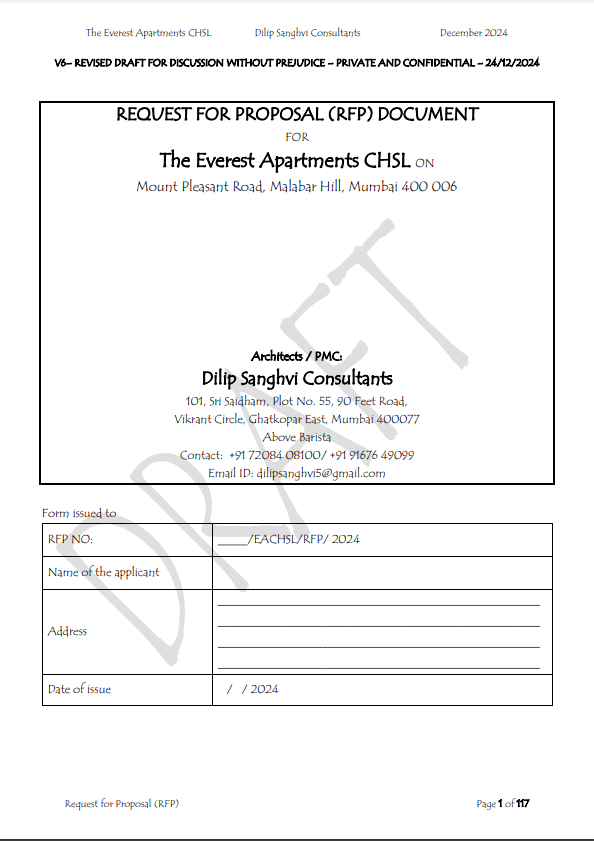 The Everest Apartments CHSL Dilip Sanghvi Consultants December 2024
V6– REVISED DRAFT FOR DISCUSSION WITHOUT PREJUDICE – PRIVATE AND CONFIDENTIAL – 24/12/2024
REQUEST FOR PROPOSAL (RFP) DOCUMENT
FOR
The Everest Apartments CHSL ON
Mount Pleasant Road, Malabar Hill, Mumbai 400 006
DRAFT
Architects / PMC:
Dilip Sanghvi Consultants
101, Sri Saidham, Plot No. 55, 90 Feet Road,
Vikrant Circle, Ghatkopar East, Mumbai 400077
Above Barista
Contact: +91 72084 08100/ +91 91676 49099
Email ID: dilipsanghvi5@gmail.com
Form issued to
RFP NO: _____/EACHSL/RFP/ 2024
Name of the applicant
Address
Date of issue / / 2024
Request for Proposal (RFP) Page 1 of 117